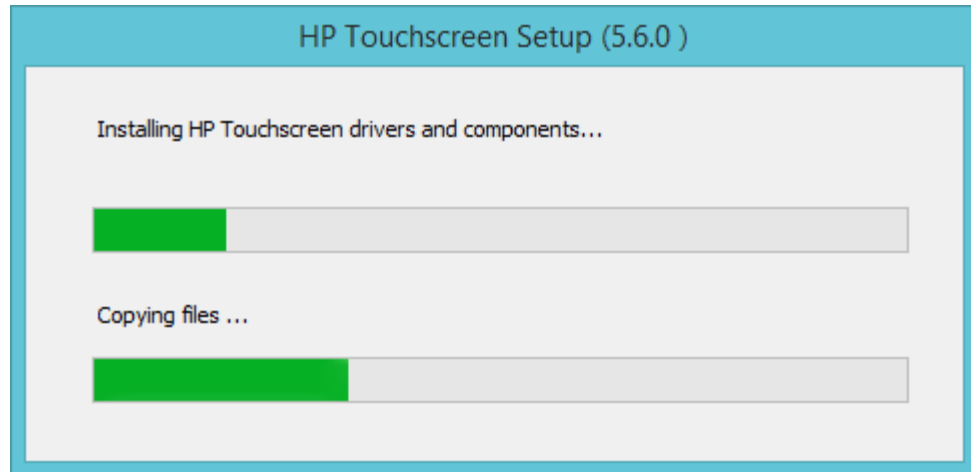 HP Touchscreen Setup (5.6.0 )
Installing HP Touchscreen drivers and components...
Copying files ...